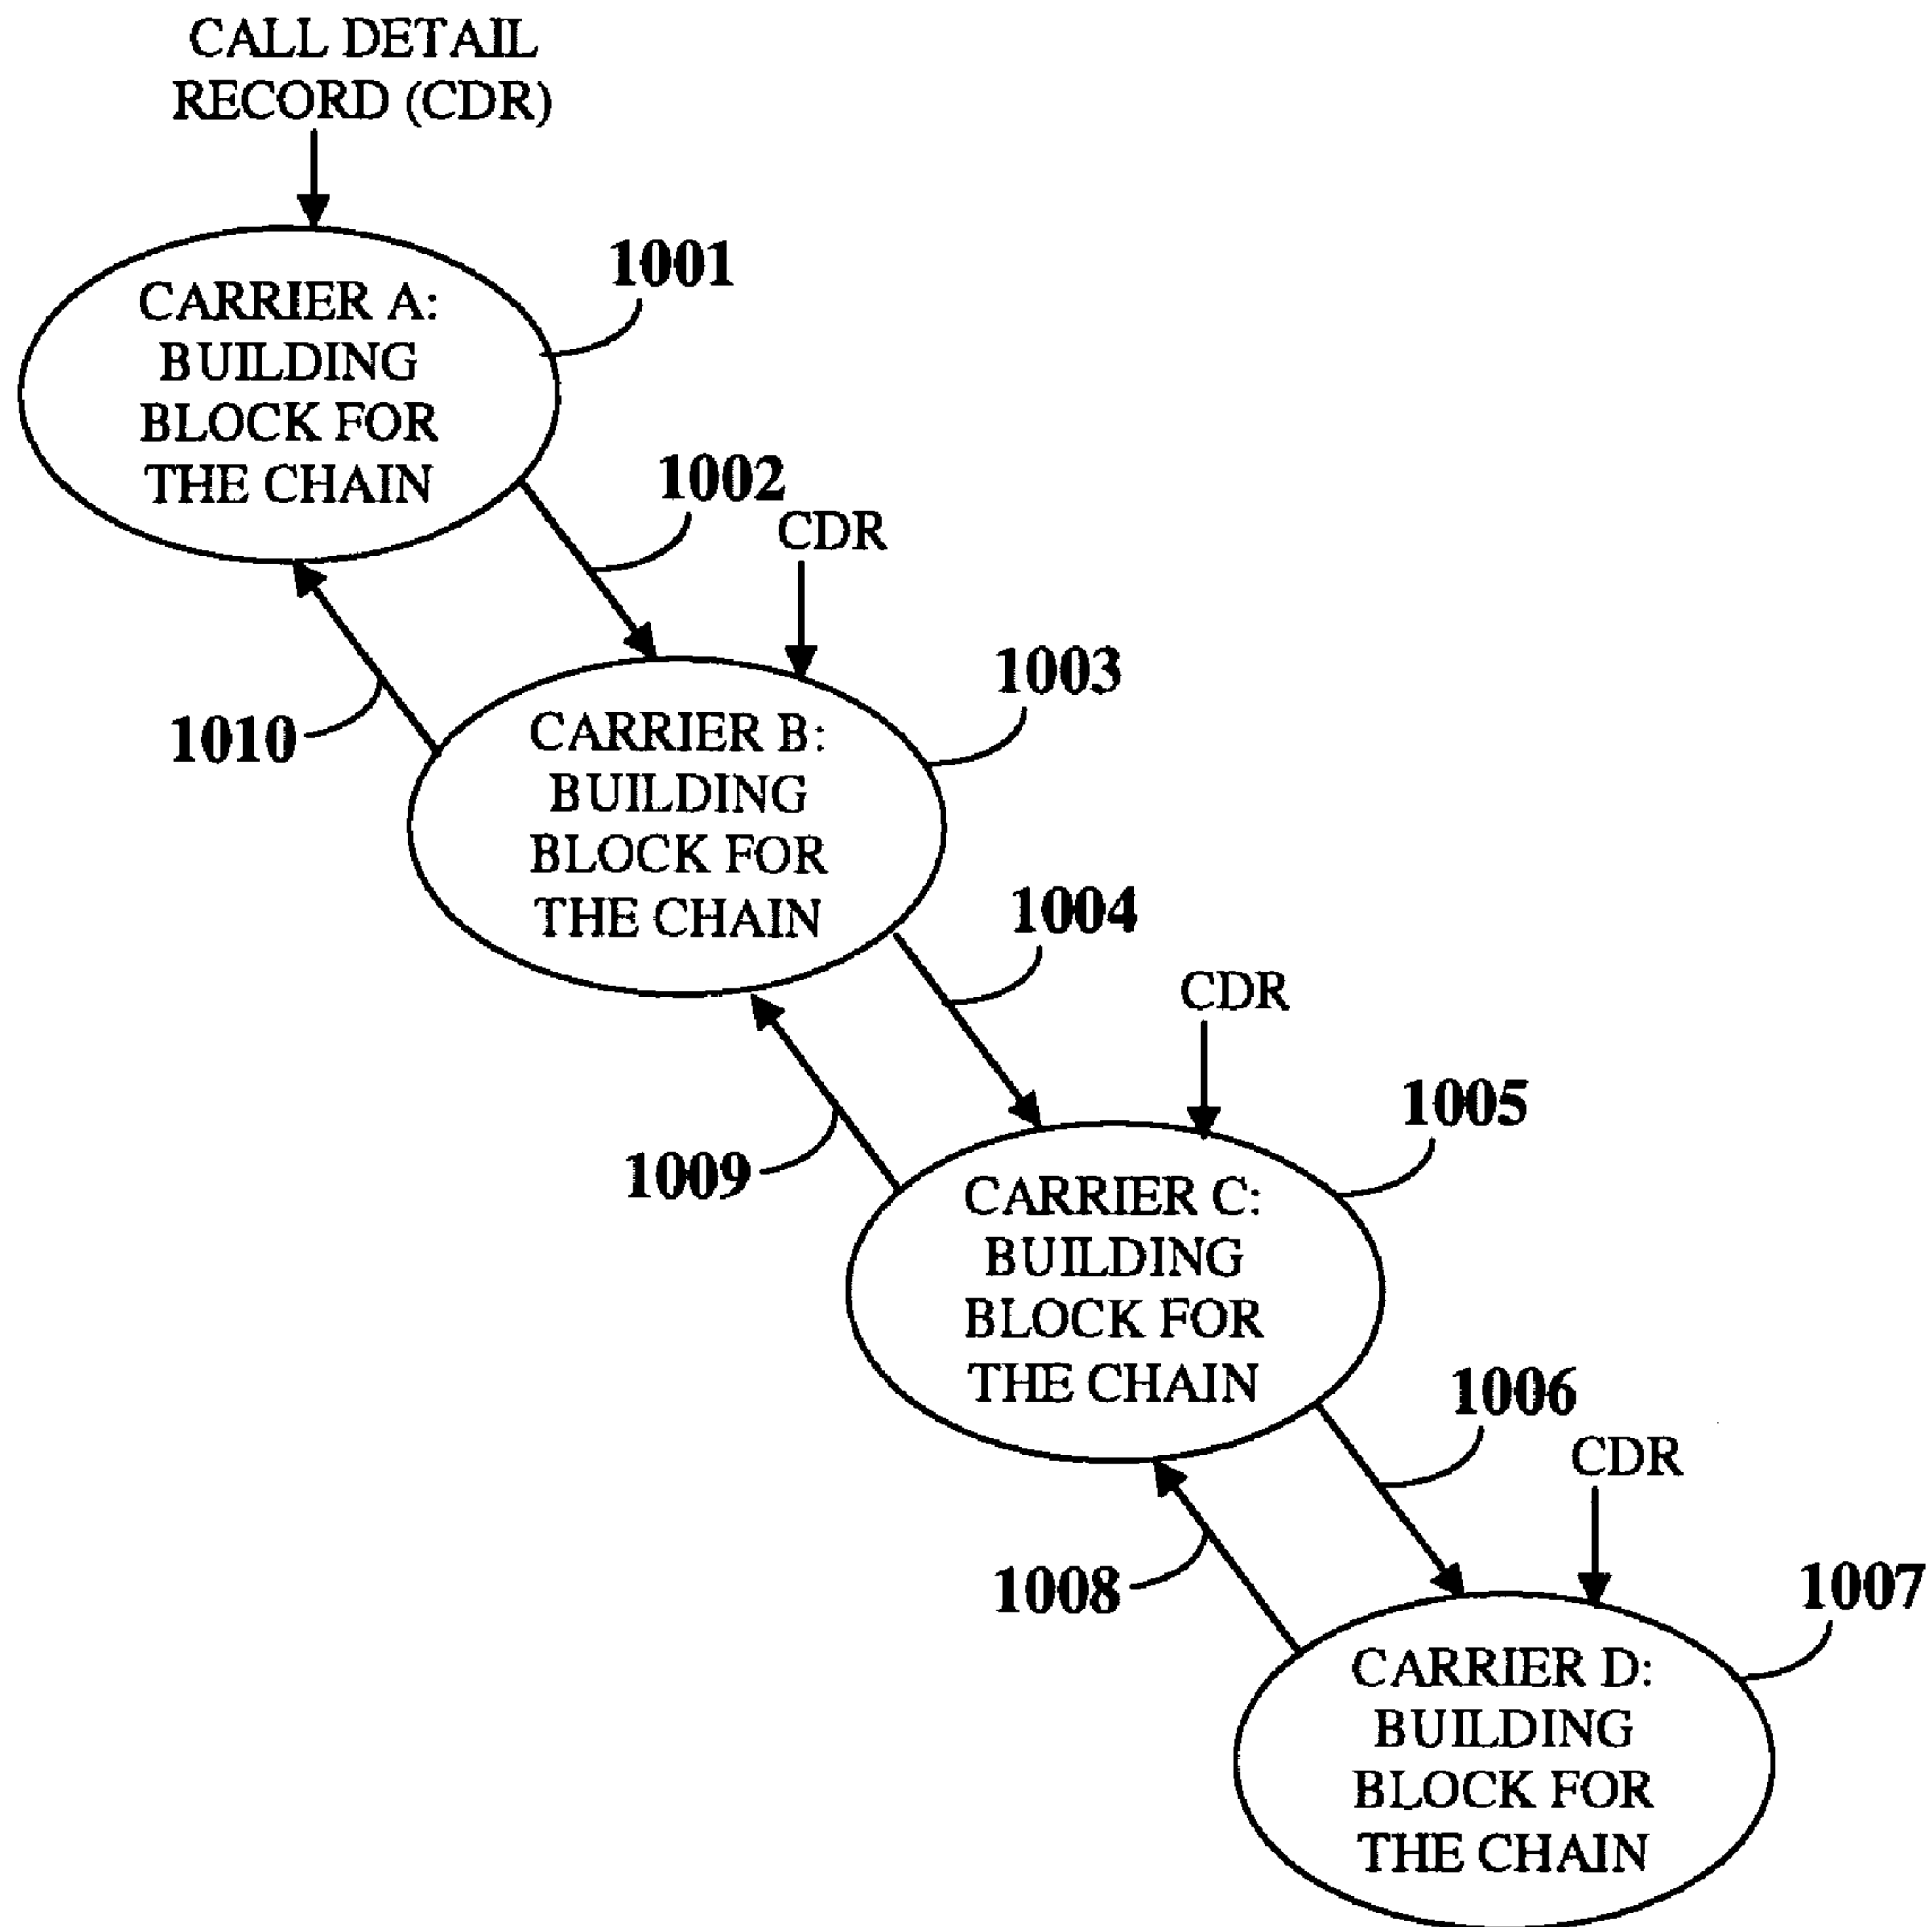 CALL DETAIL
RECORD (CDR)
1001
CARRIER A:
BUILDING
BLOCK FOR
THE CHAIN
1002
CDR
1003
1010
CARRIER B:
BUILDING
BLOCK FOR
THE CHAIN
1004
CDR
1005
1009
CARRIER C:
BUILDING
BLOCK FOR
THE CHAIN
1006
CDR
1007
1008
CARRIER D:
BUILDING
BLOCK FOR
THE CHAIN